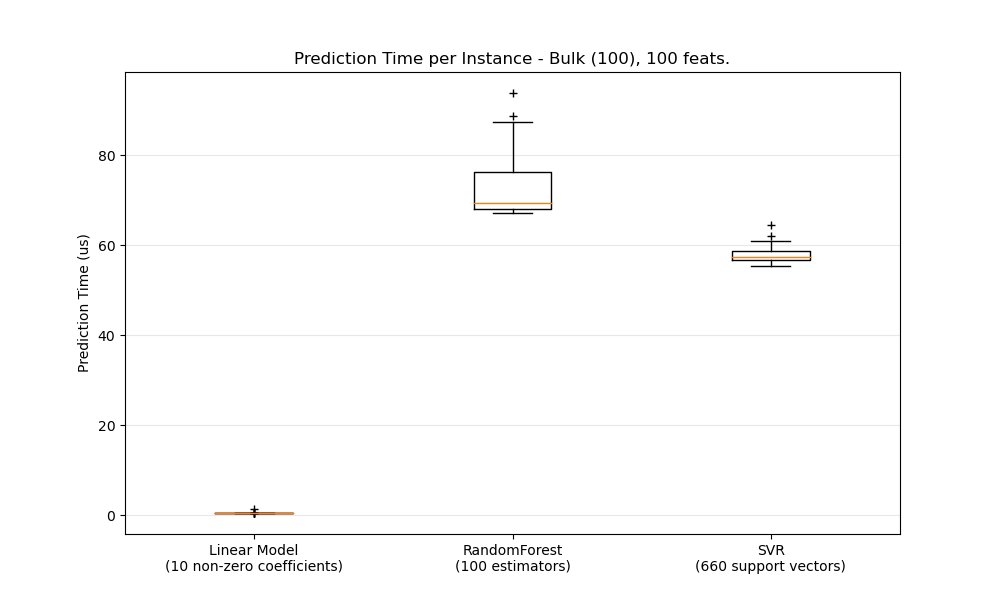 Prediction Time per Instance - Bulk (100), 100 feats.
Prediction Time (us)
80
60
40
20
0
Linear Model
(10 non-zero coefficients)
RandomForest
(100 estimators)
SVR
(660 support vectors)